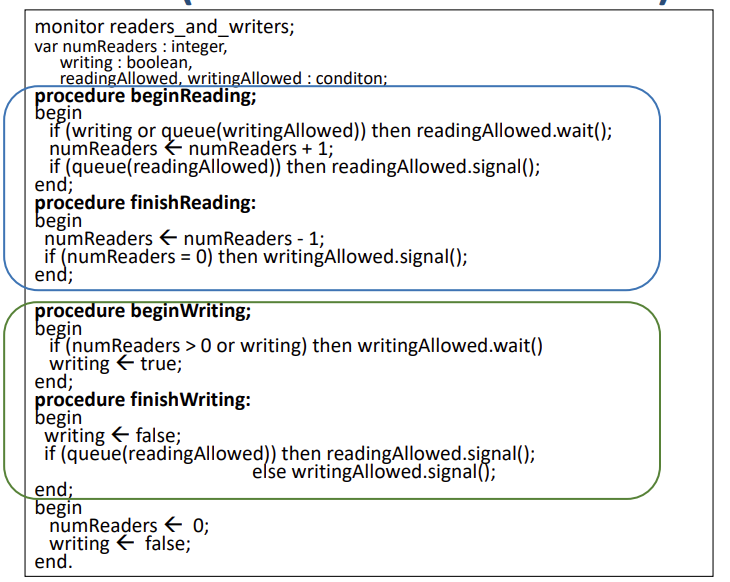 monitor readers_and_writers;
var numReaders : integer,
writing : boolean,
readingAllowed, writingAllowed : conditon;
procedure beginReading;
begin
if (writing or queue(writingAllowed)) then readingAllowed.wait();
numReaders ← numReaders + 1;
if (queue(readingAllowed)) then readingAllowed.signal();
end;
procedure finishReading:
begin
numReaders ← numReaders - 1;
if (numReaders = 0) then writingAllowed.signal();
end;
procedure beginWriting;
begin
if (numReaders > 0 or writing) then writingAllowed.wait()
writing ← true;
end;
procedure finishWriting:
begin
writing ← false;
if (queue(readingAllowed)) then readingAllowed.signal();
else writingAllowed.signal();
end;
begin
numReaders ← 0;
writing ← false;
end.